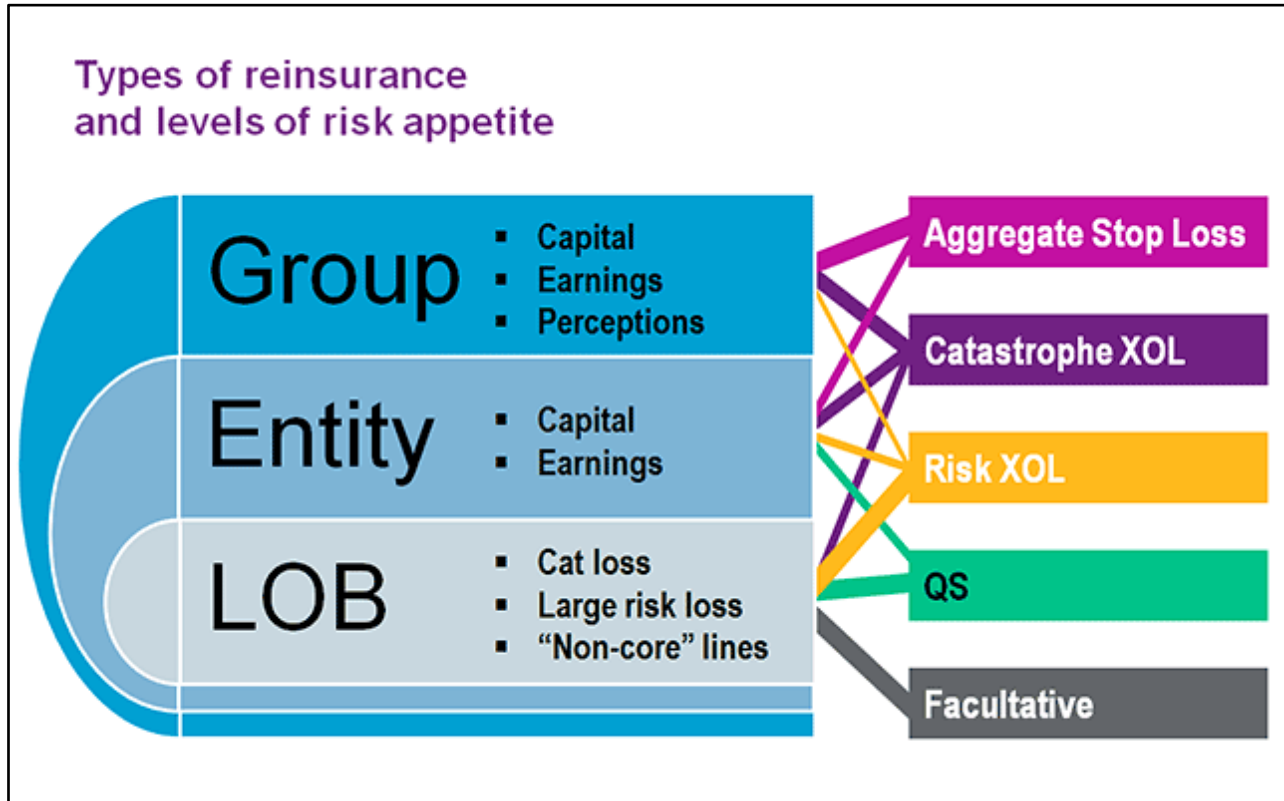 Types of reinsurance
and levels of risk appetite
Group
▪ Capital
▪ Earnings
▪ Perceptions
Entity
▪ Capital
▪ Earnings
LOB
▪ Cat loss
▪ Large risk loss
▪ “Non-core” lines
Aggregate Stop Loss
Catastrophe XOL
Risk XOL
QS
Facultative